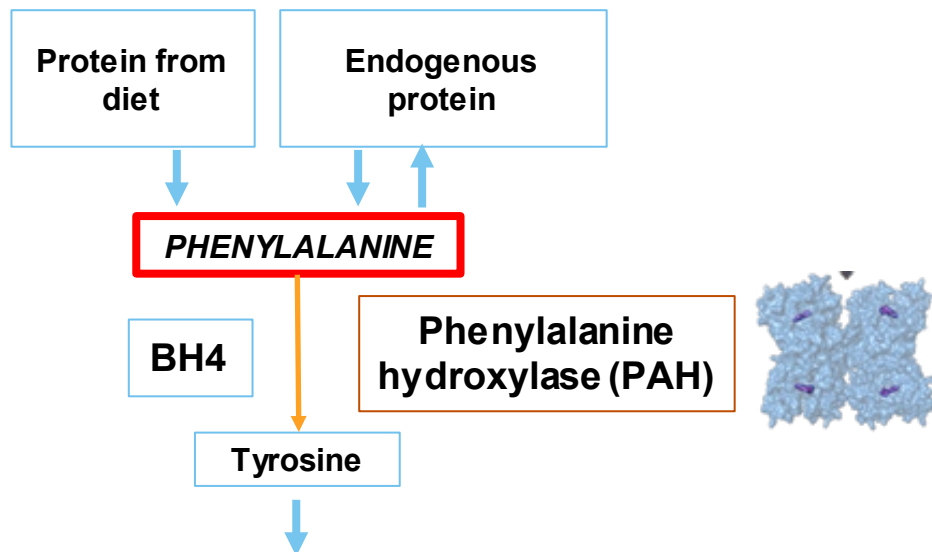 Protein from
diet
Endogenous
protein
PHENYLALANINE
BH4
Phenylalanine
hydroxylase (PAH)
Tyrosine